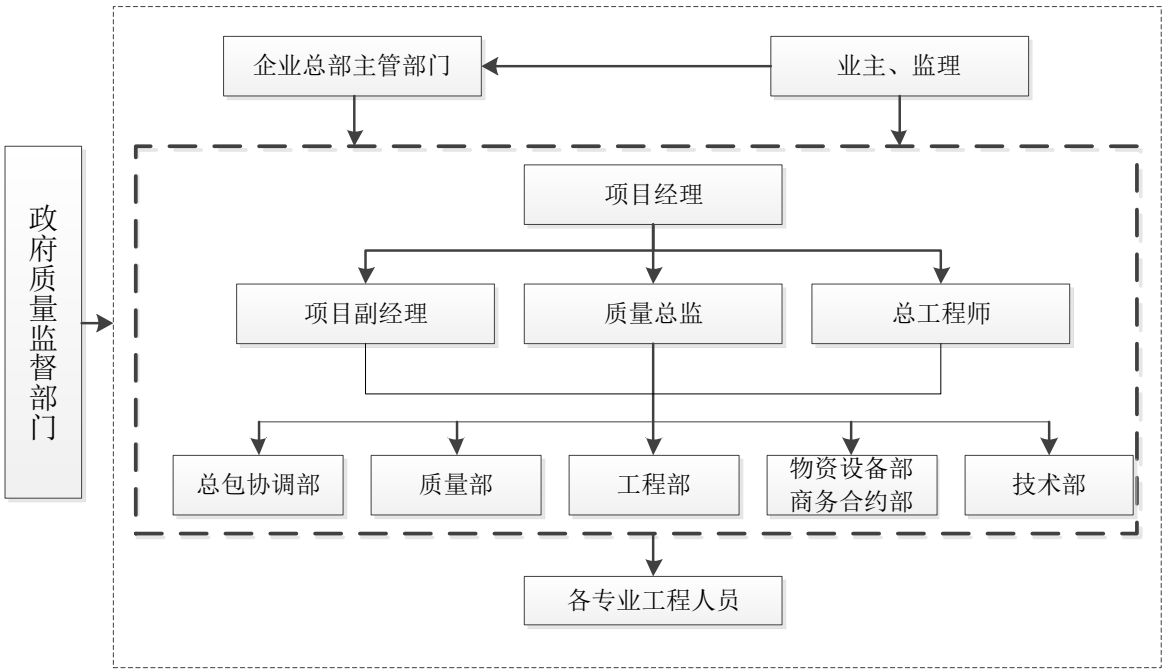 企业总部主管部门
业主、监理
政府质量监督部门
项目经理
项目副经理
质量总监
总工程师
总包协调部
质量部
工程部
物资设备部
商务合约部
技术部
各专业工程人员